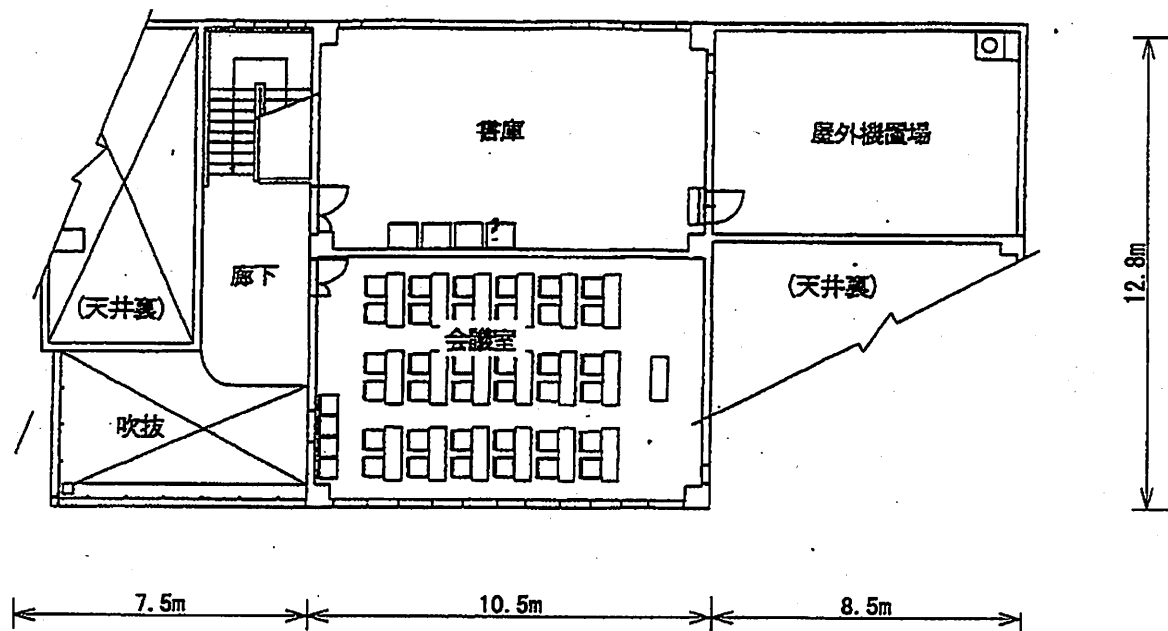 書庫
屋外機置場
廊下
(天井裏)
(天井裏)
会議室
吹抜
12.8m
7.5m
10.5m
8.5m